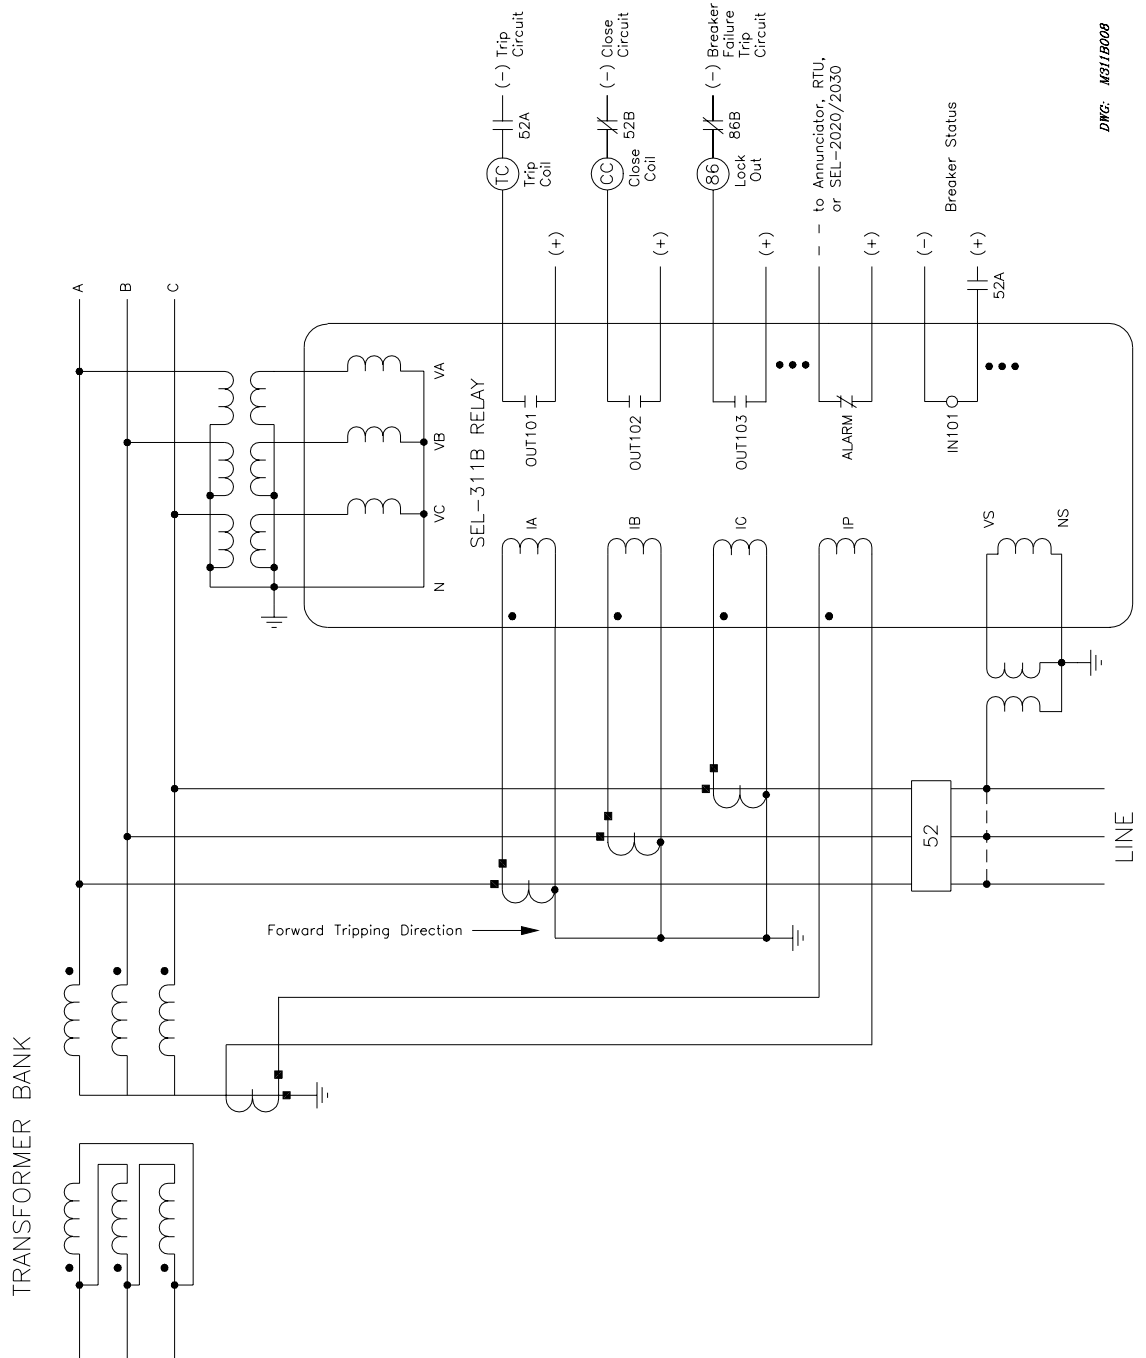 DWG: M311B008
(-) Trip
Circuit
52A
TC
Trip
Coil
(+)
OUT101
(-) Close
Circuit
52B
CC
Close
Coil
(+)
OUT102
(-) Breaker
Failure
Trip
Circuit
86B
86
Lock
Out
(+)
OUT103
to Annunciator, RTU,
or SEL-2020/2030
(+)
ALARM
Breaker Status
(-)
(+)
52A
IN101
A
B
C
VA
VB
VC
N
SEL-311B RELAY
IA
IB
IC
IP
VS
NS
52
LINE
Forward Tripping Direction
TRANSFORMER BANK